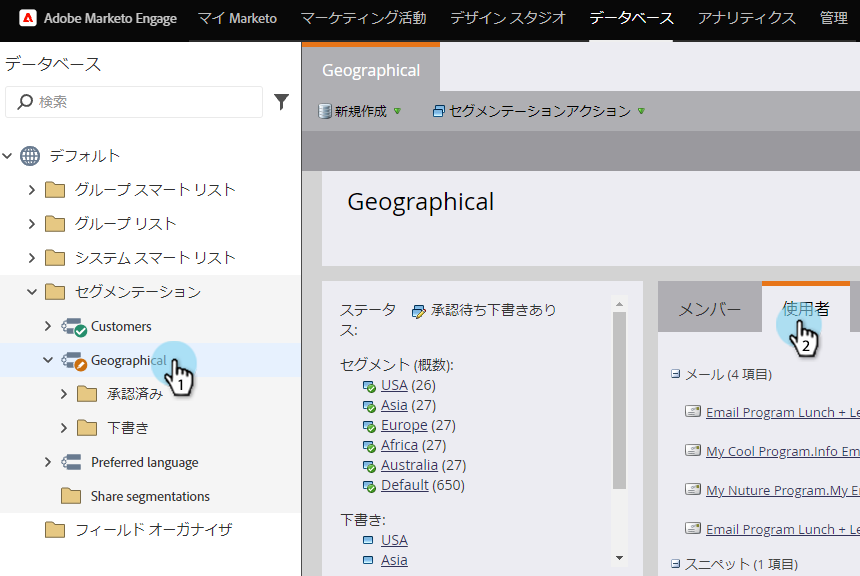 Adobe Marketo Engage マイ Marketo マーケティング活動 デザイン スタジオ データベース アナリティクス 管理
データベース
検索
デフォルト
グループ スマート リスト
グループ リスト
システム スマート リスト
セグメンテーション
Customers
Geographical
承認済み
下書き
Preferred language
Share segmentations
フィールド オーガナイザ
1
Geographical
新規作成 セグメンテーションアクション
Geographical
ステータス: 承認待ち下書きあり
セグメント (概数):
USA (26)
Asia (27)
Europe (27)
Africa (27)
Australia (27)
Default (650)
下書き:
USA
Asia
メンバー 使用者
2
メール (4 項目)
Email Program Lunch + Le
My Cool Program.Info Em
My Nuture Program.My E
Email Program Lunch + Le
スニペット (1 項目)